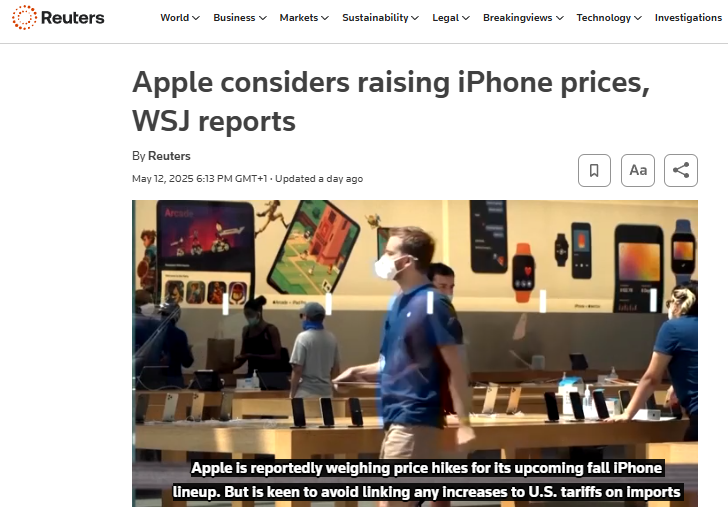 Reuters
World Business Markets Sustainability Legal Breakingviews Technology Investigations
Apple considers raising iPhone prices,
WSJ reports
By Reuters
May 12, 2025 6:13 PM GMT+1 · Updated a day ago
Aa
Arcade
Apple is reportedly weighing price hikes for its upcoming fall iPhone
lineup. But is keen to avoid linking any increases to U.S. tariffs on imports